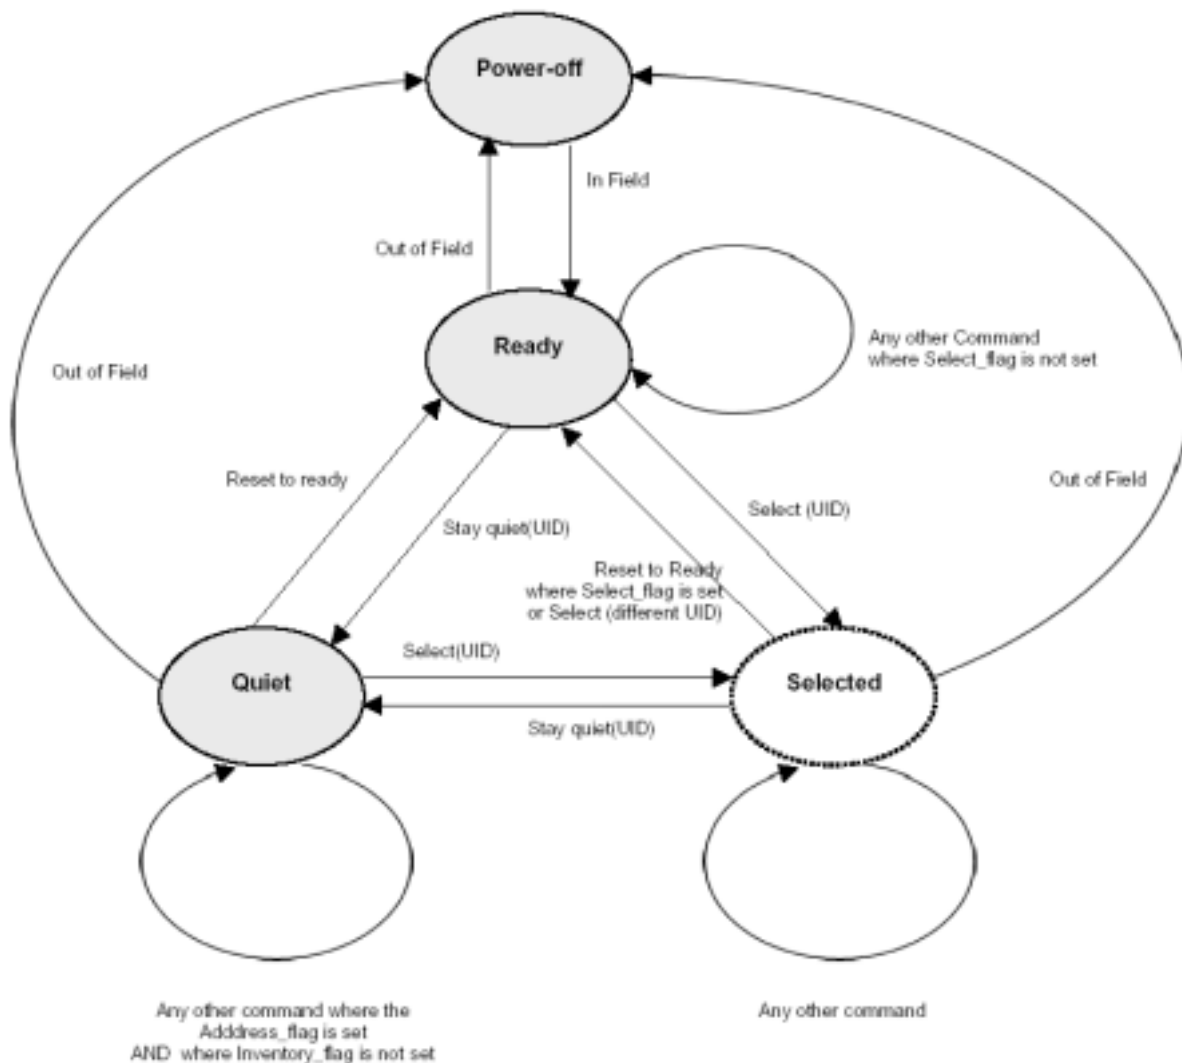 Power-off
In Field
Out of Field
Ready
Any other Command
where Select_flag is not set
Out of Field
Reset to ready
Out of Field
Select (UID)
Stay quiet(UID)
Reset to Ready
where Select_flag is set
or Select (different UID)
Select(UID)
Quiet
Selected
Stay quiet(UID)
Any other command where the
Adddress_flag is set
AND where Inventory_flag is not set
Any other command